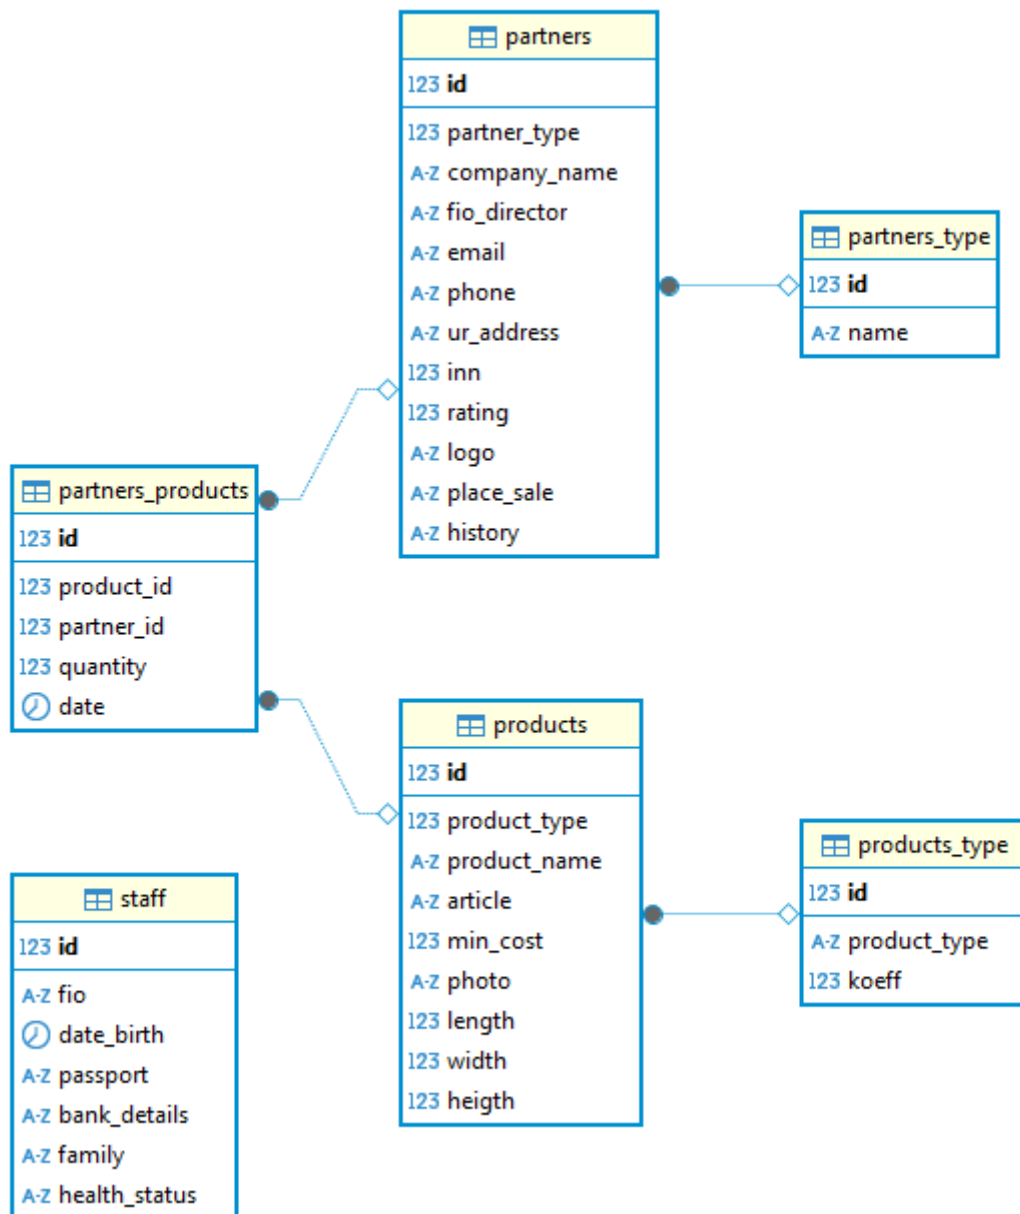 partners
123 id
123 partner_type
A-Z company_name
A-Z fio_director
A-Z email
A-Z phone
A-Z ur_address
123 inn
123 rating
A-Z logo
A-Z place_sale
A-Z history
partners_type
123 id
A-Z name
partners_products
123 id
123 product_id
123 partner_id
123 quantity
date
products
123 id
123 product_type
A-Z product_name
A-Z article
123 min_cost
A-Z photo
123 length
123 width
123 heigth
products_type
123 id
A-Z product_type
123 koeff
staff
123 id
A-Z fio
date_birth
A-Z passport
A-Z bank_details
A-Z family
A-Z health_status